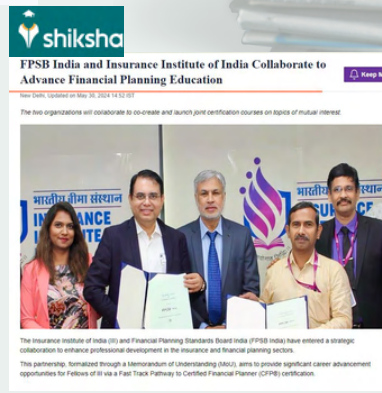 shiksha
FPSB India and Insurance Institute of India Collaborate to
Advance Financial Planning Education
Keep M
New Delhi, Updated on May 30, 2024 14:52 IST
The two organizations will collaborate to co-create and launch joint certification courses on topics of mutual interest.
भारतीय बीमा संस्थान
INSURANCE
INSTITUTE
भारतीय
INSURANCE
The Insurance Institute of India (III) and Financial Planning Standards Board India (FPSB India) have entered a strategic
collaboration to enhance professional development in the insurance and financial planning sectors.
This partnership, formalized through a Memorandum of Understanding (MoU), aims to provide significant career advancement
opportunities for Fellows of III via a Fast Track Pathway to Certified Financial Planner (CFP®) certification.